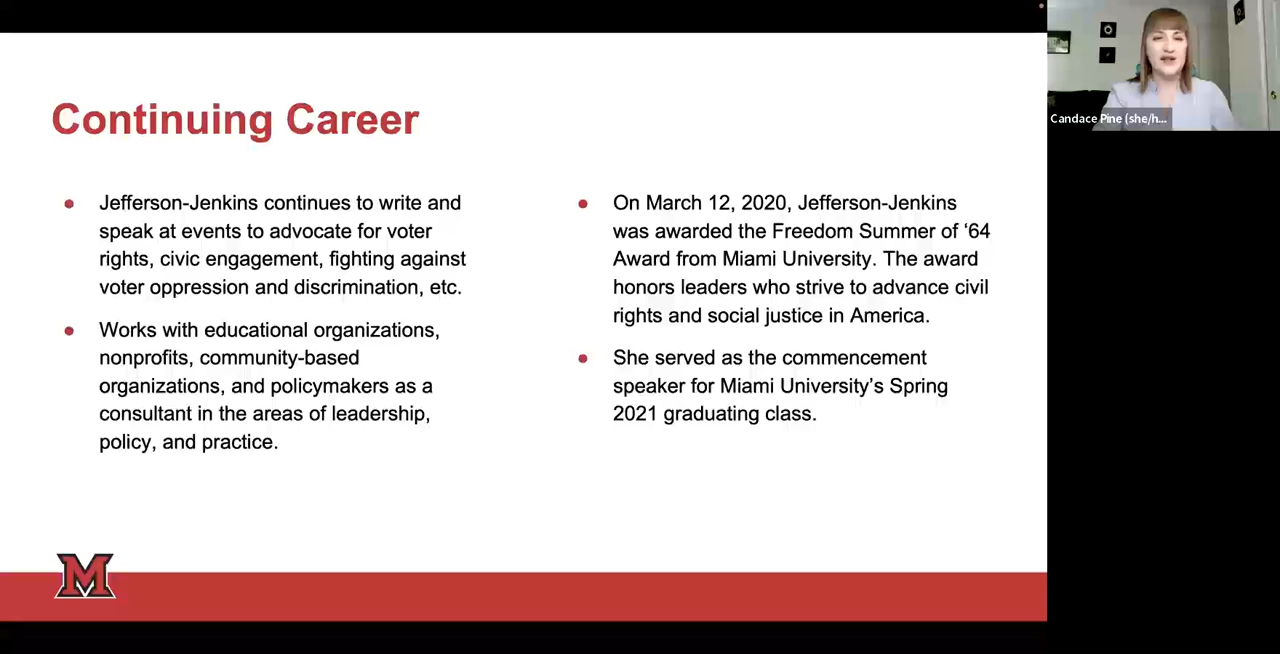 Continuing Career
● Jefferson-Jenkins continues to write and
speak at events to advocate for voter
rights, civic engagement, fighting against
voter oppression and discrimination, etc.
● Works with educational organizations,
nonprofits, community-based
organizations, and policymakers as a
consultant in the areas of leadership,
policy, and practice.
● On March 12, 2020, Jefferson-Jenkins
was awarded the Freedom Summer of ‘64
Award from Miami University. The award
honors leaders who strive to advance civil
rights and social justice in America.
● She served as the commencement
speaker for Miami University’s Spring
2021 graduating class.
M
Candace Pine (she/h...